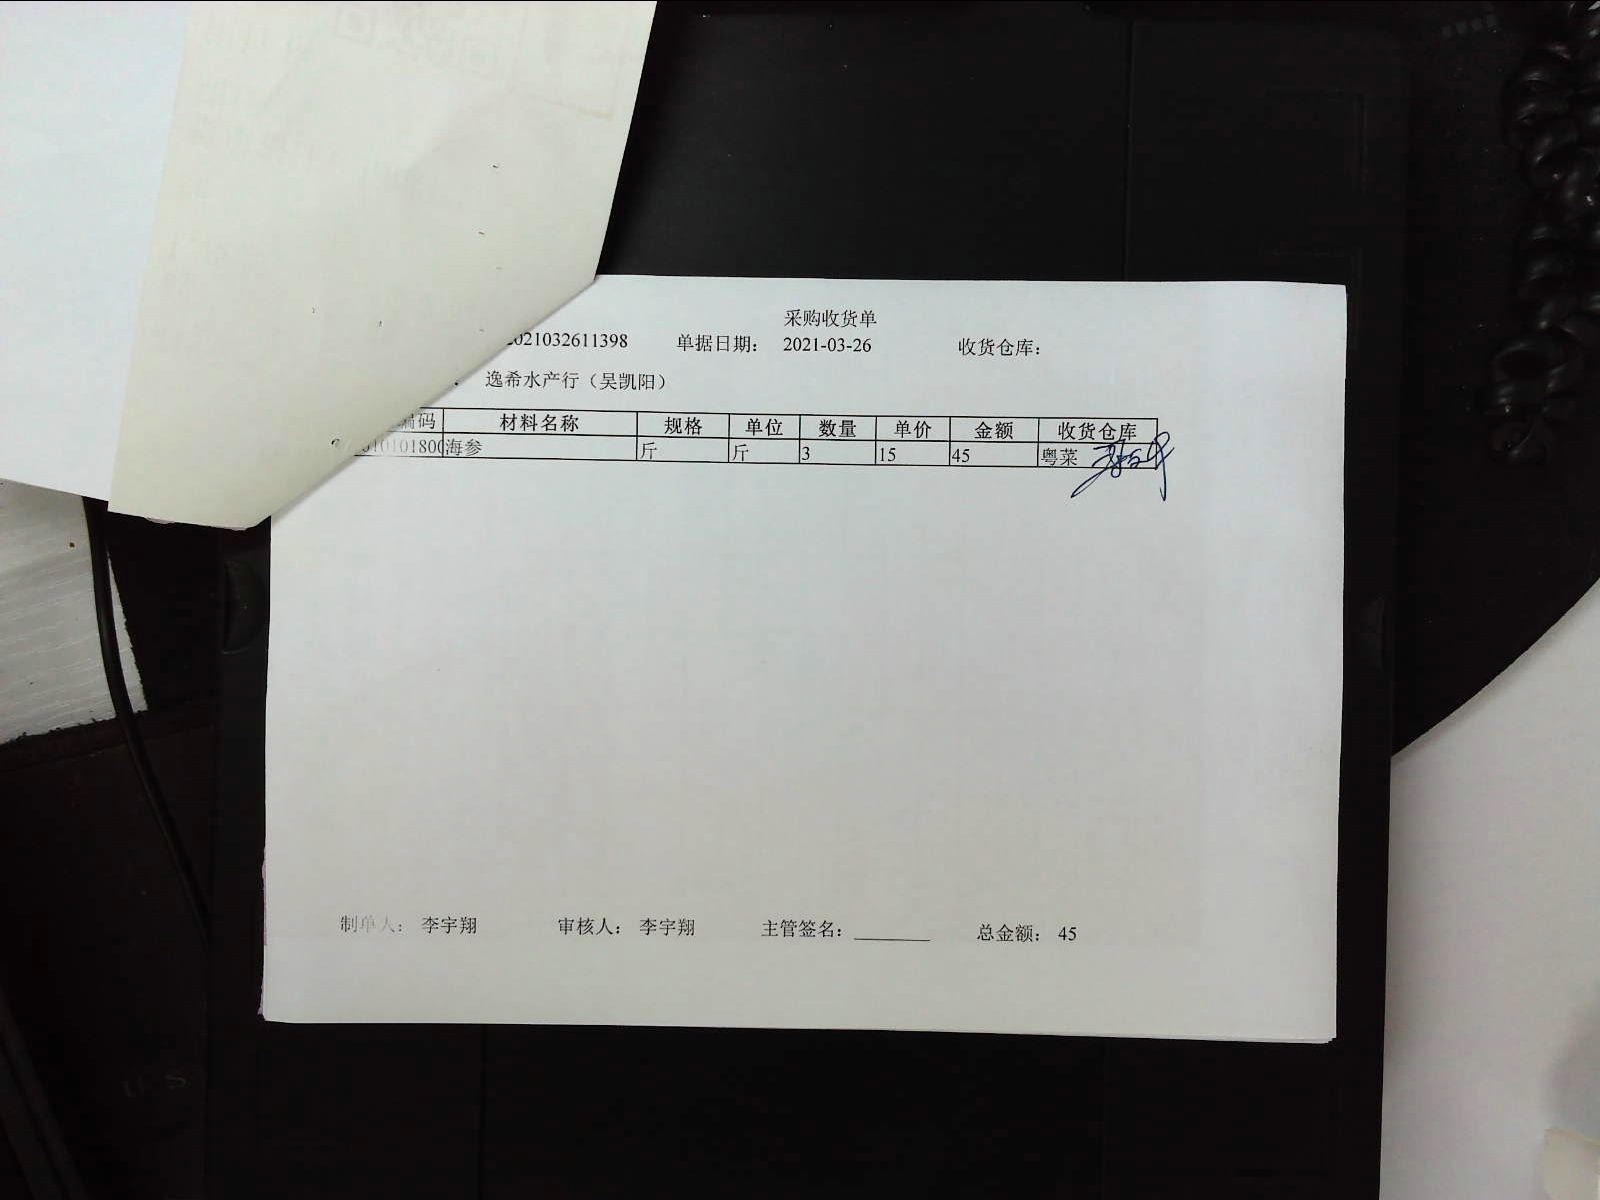 采购收货单
2021032611398 单据日期： 2021-03-26 收货仓库：
逸希水产行（吴凯阳）
编码 材料名称 规格 单位 数量 单价 金额 收货仓库
0101800 海参 斤 斤 3 15 45 粤菜
制单人： 李宇翔 审核人： 李宇翔 主管签名： 总金额： 45